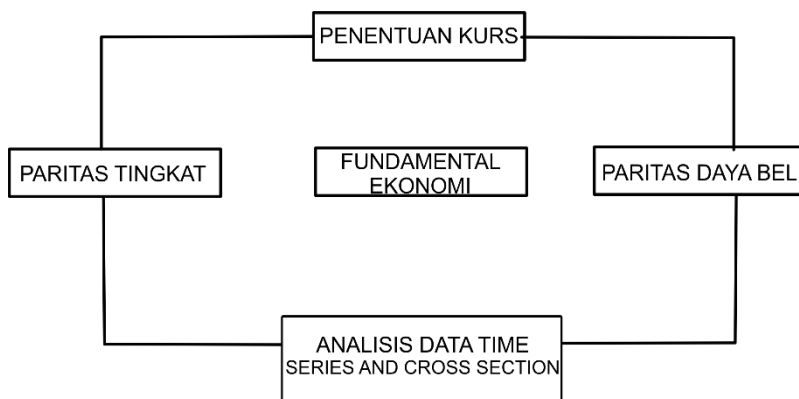 PENENTUAN KURS
PARITAS TINGKAT
FUNDAMENTAL
EKONOMI
PARITAS DAYA BEL
ANALISIS DATA TIME
SERIES AND CROSS SECTION